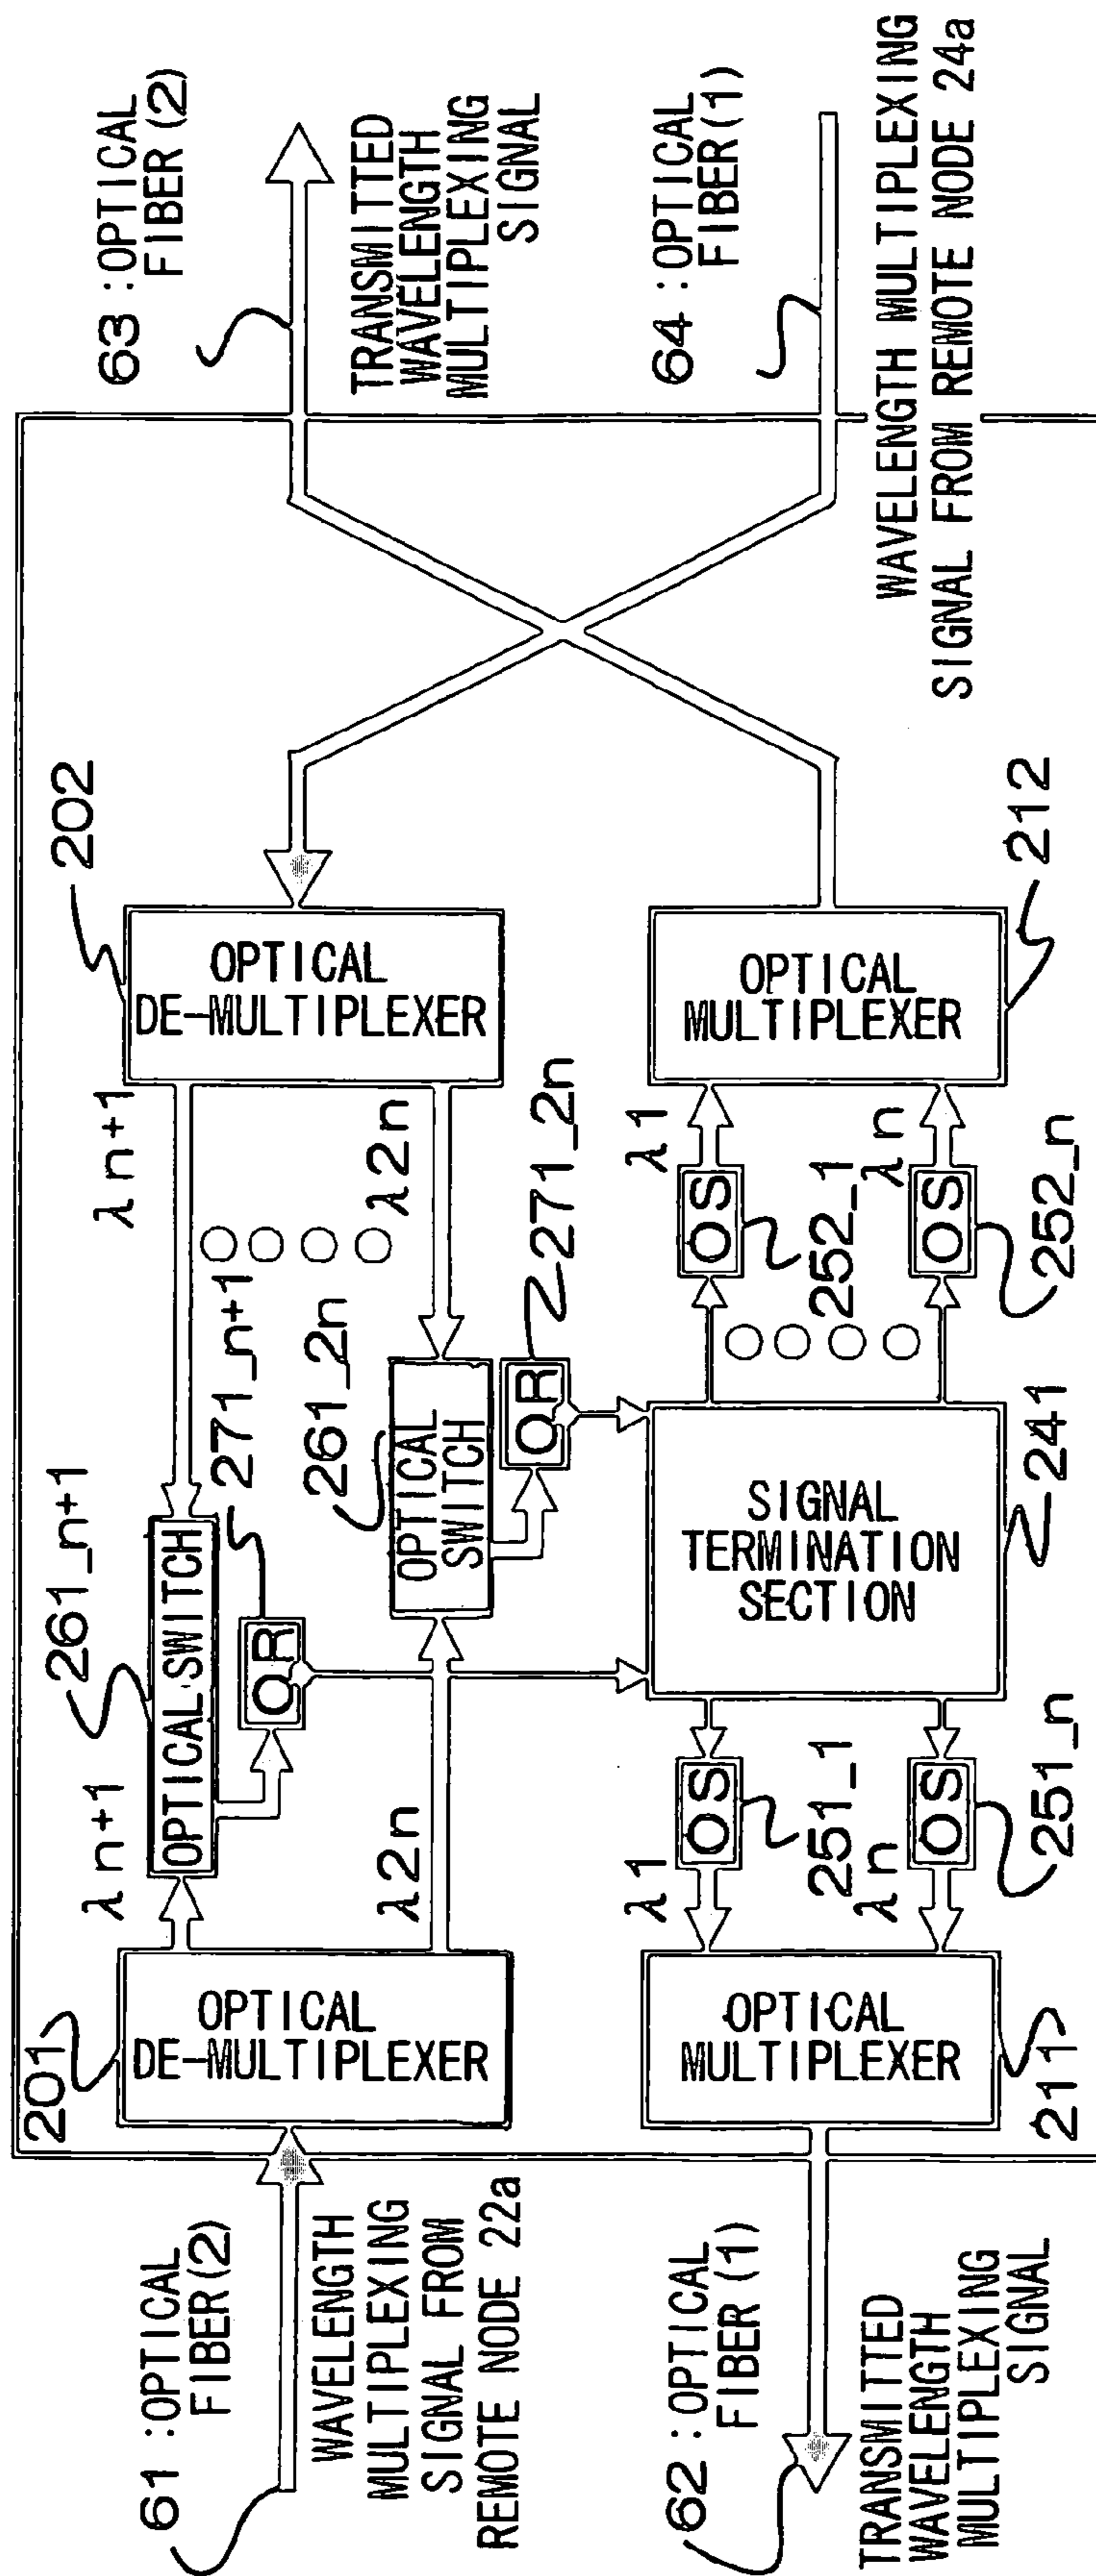 61 :OPTICAL
FIBER(2)
WAVELENGTH
MULTIPLEXING
SIGNAL FROM
REMOTE NODE 22a
62 :OPTICAL
FIBER(1)
TRANSMITTED
WAVELENGTH
MULTIPLEXING
SIGNAL
201
OPTICAL
DE-MULTIPLEXER
OPTICAL
MULTIPLEXER
211
λn+1
261_n+1
OPTICAL SWITCH
OR
271_n+1
λ2n
261_2n
OPTICAL
SWITCH
OR
271_2n
λ1
OS
251_1
λn
OS
251_n
SIGNAL
TERMINATION
SECTION
241
λn+1
λ2n
OS
λ1
252_1
OS
λn
252_n
202
OPTICAL
DE-MULTIPLEXER
OPTICAL
MULTIPLEXER
212
63 :OPTICAL
FIBER(2)
TRANSMITTED
WAVELENGTH
MULTIPLEXING
SIGNAL
64 :OPTICAL
FIBER(1)
WAVELENGTH MULTIPLEXING
SIGNAL FROM REMOTE NODE 24a